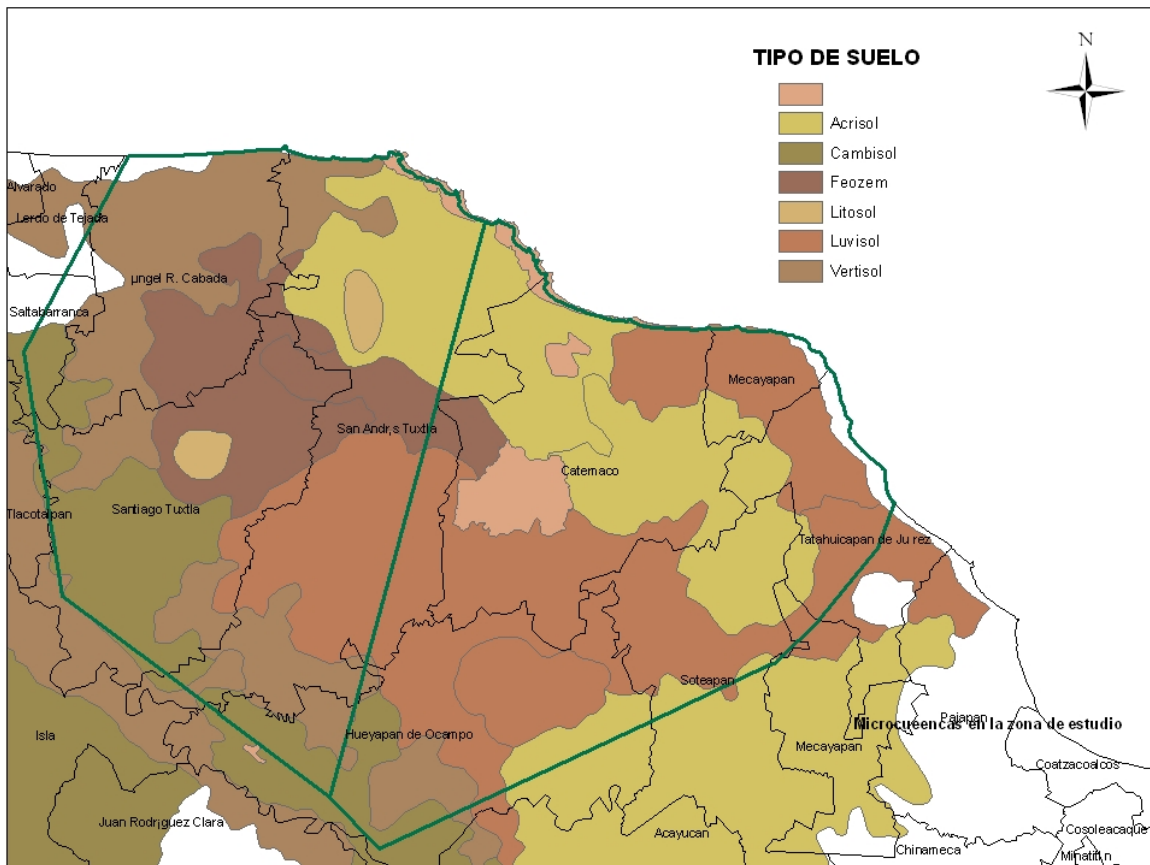 N
TIPO DE SUELO
Acrisol
Cambisol
Feozem
Litosol
Luvisol
Vertisol
Alvarado
Lerdo de Tejada
µngel R. Cabada
Saltabarranca
Mecayapan
San Andr,s Tuxtla
Catemaco
Tlacotalpan
Santiago Tuxtla
Tatahuicapan de Ju rez
Soteapan
Pajapan
Microcueencas en la zona de estudio
Isla
Hueyapan de Ocampo
Mecayapan
Coatzacoalcos
Juan Rodr¡guez Clara
Acayucan
Cosoleacaque
Chinameca